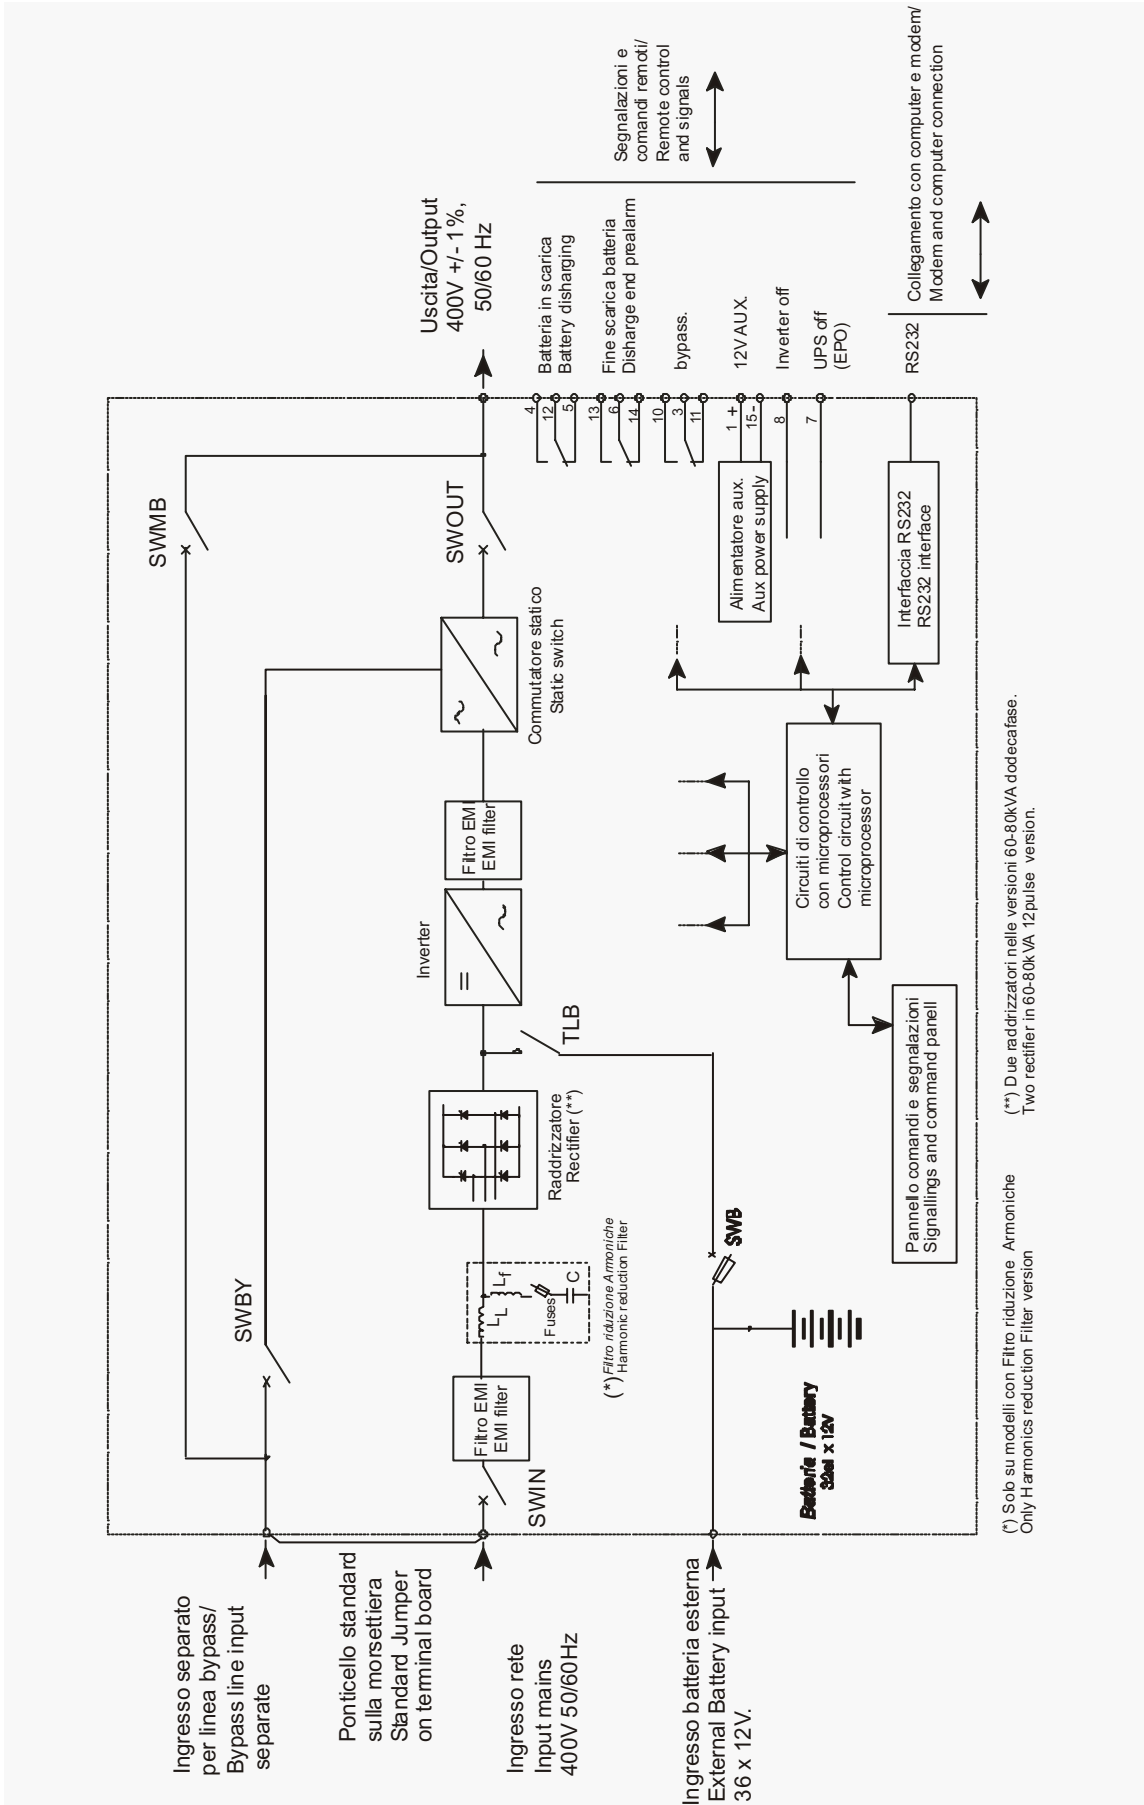 Ingresso separato
per linea bypass/
Bypass line input
separate
Ponticello standard
sulla morsettiera
Standard Jumper
on terminal board
Ingresso rete
Input mains
400V 50/60Hz
Ingresso batteria esterna
External Battery input
36 x 12V.
SWBY
SWMB
SWIN
Filtro EMI
EMI filter
LL
Lf
Fuses
C
(*) Filtro riduzione Armoniche
Harmonic reduction Filter
Raddrizzatore
Rectifier (**)
TLB
Inverter
Filtro EMI
EMI filter
Commutatore statico
Static switch
SWOUT
Uscita/Output
400V +/- 1%,
50/60 Hz
SWB
Batteria / Battery
32el x 12V
4
12
5
Batteria in scarica
Battery disharging
13
6
14
Fine scarica batteria
Disharge end prealarm
10
3
11
bypass.
1 +
15 -
12V AUX.
8
Inverter off
7
UPS off
(EPO)
Alimentatore aux.
Aux power supply
Segnalazioni e
comandi remoti/
Remote control
and signals
Interfaccia RS232
RS232 interface
RS232
Collegamento con computer e modem/
Modem and computer connection
Circuiti di controllo
con microprocessori
Control circuit with
microprocessor
Pannello comandi e segnalazioni
Signallings and command panell
(*) Solo su modelli con Filtro riduzione Armoniche
Only Harmonics reduction Filter version
(**) Due raddrizzatori nelle versioni 60-80kVA dodecafase.
Two rectifier in 60-80kVA 12pulse version.